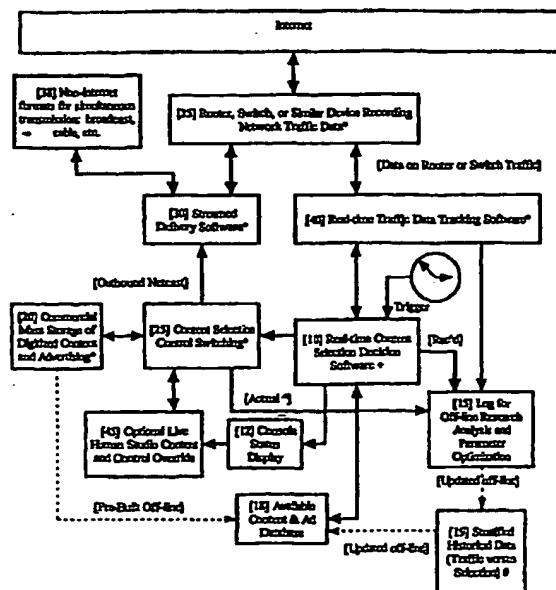 Internet
[38] Non-Internet
formats for simultaneous
transmission: broadcast,
cable, etc.
[35] Router, Switch, or Similar Device Recording
Network Traffic Data*
[Data on Router or Switch Traffic]
[30] Streamed
Delivery Software*
[40] Real-time Traffic Data Tracking Software*
[Outbound Netcast]
Trigger
[20] Commercial
Mass Storage of
Digitized Content
and Advertising*
[25] Content Selection
Control Switching*
[10] Real-time Content
Selection Decision
Software +
[Rec'd]
[Actual
[15] Log for
Off-line Research
Analysis and
Parameter
Optimization
[45] Optional Live
Human Studio Content
and Control Override
[12] Console
Status
Display
[Updated off-line]
[Pre-Built Off-line]
[18] Available
Content & Ad
Database
[Updated off-line]
[19] Stratified
Historical Data
(Traffic versus
Selection) #